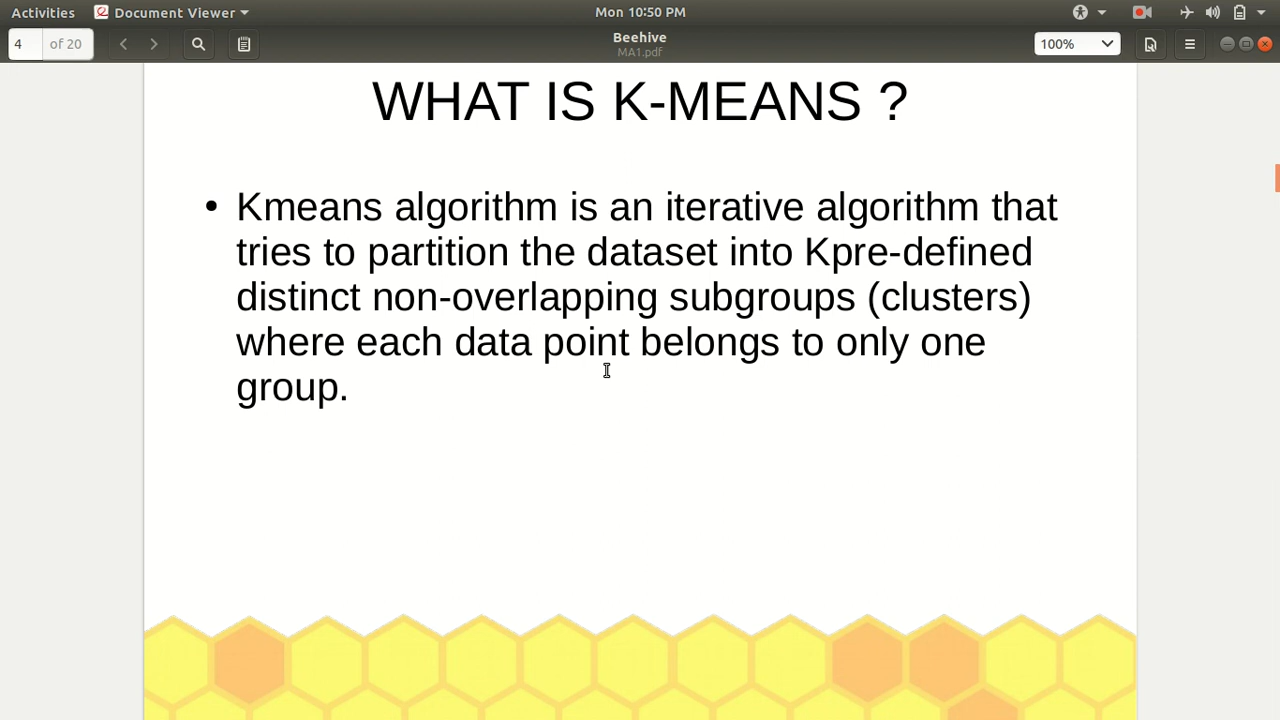 Activities Document Viewer Mon 10:50 PM
4 of 20 Beehive 100%
MA1.pdf
WHAT IS K-MEANS ?
• Kmeans algorithm is an iterative algorithm that
tries to partition the dataset into Kpre-defined
distinct non-overlapping subgroups (clusters)
where each data point belongs to only one
group.